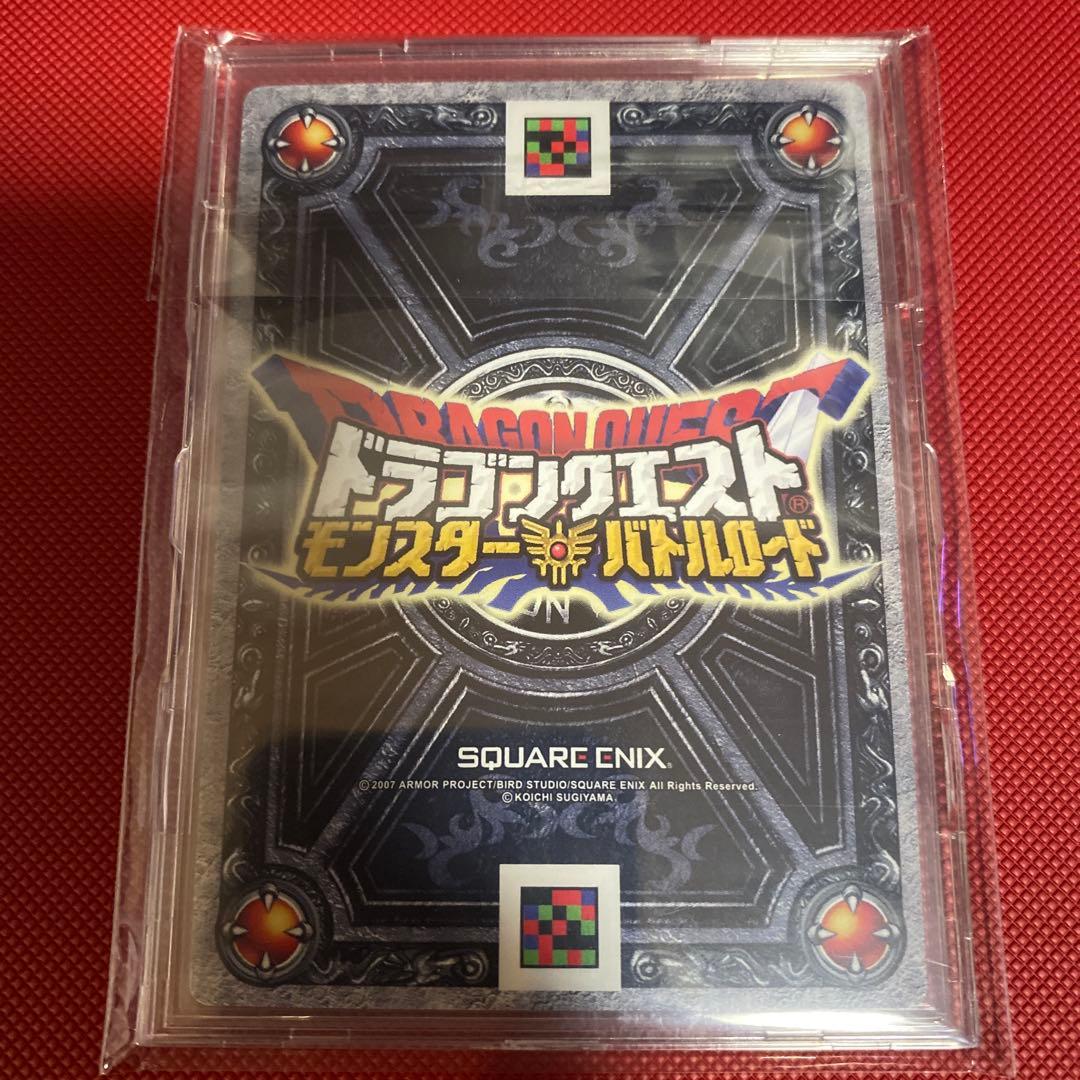 DRAGON QUEST
ドラゴンクエスト®
モンスターバトルロード
SQUARE ENIX®
© 2007 ARMOR PROJECT/BIRD STUDIO/SQUARE ENIX All Rights Reserved.
© KOICHI SUGIYAMA